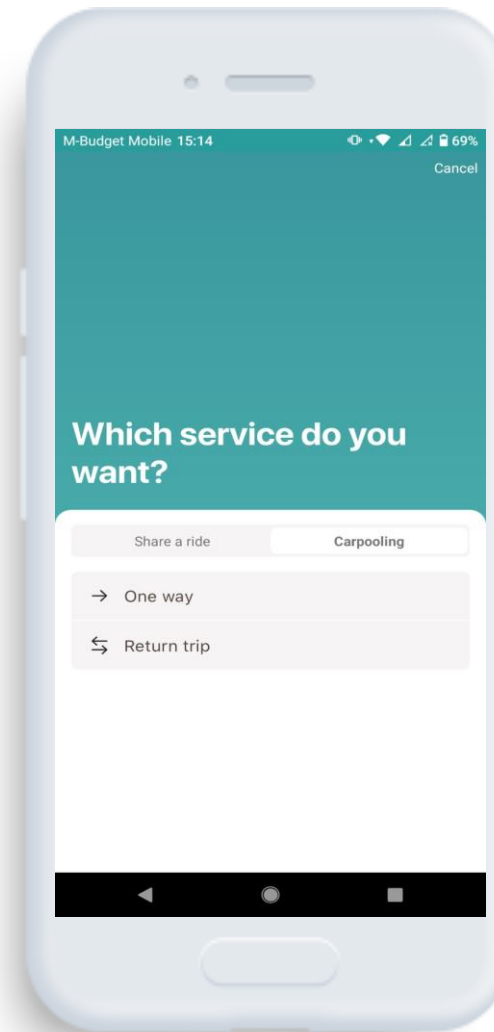 M-Budget Mobile 15:14 69%
Cancel
Which service do you
want?
Share a ride Carpooling
One way
Return trip